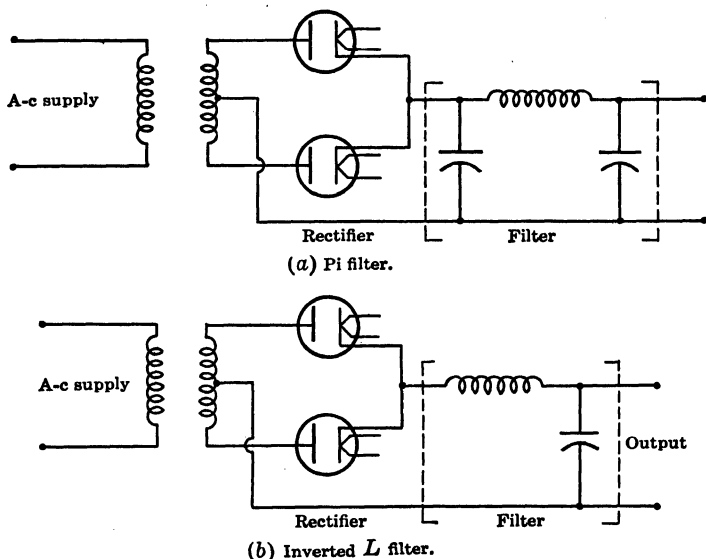 A-c supply
Rectifier
Filter
(a) Pi filter.
A-c supply
Output
Rectifier
Filter
(b) Inverted L filter.